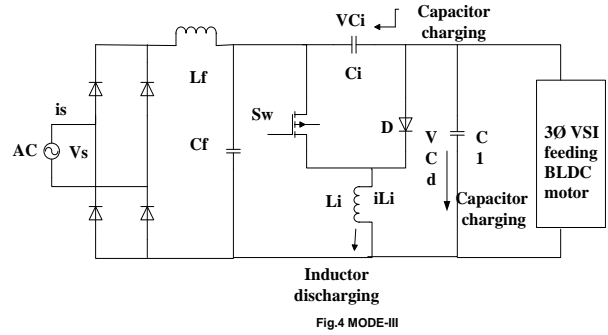 VCi
Capacitor
charging
Lf
Ci
is
Sw
D
AC
Vs
Cf
V
C
d
C
1
3Ø VSI
feeding
BLDC
motor
Li
iLi
Capacitor
charging
Inductor
discharging
Fig.4 MODE-III